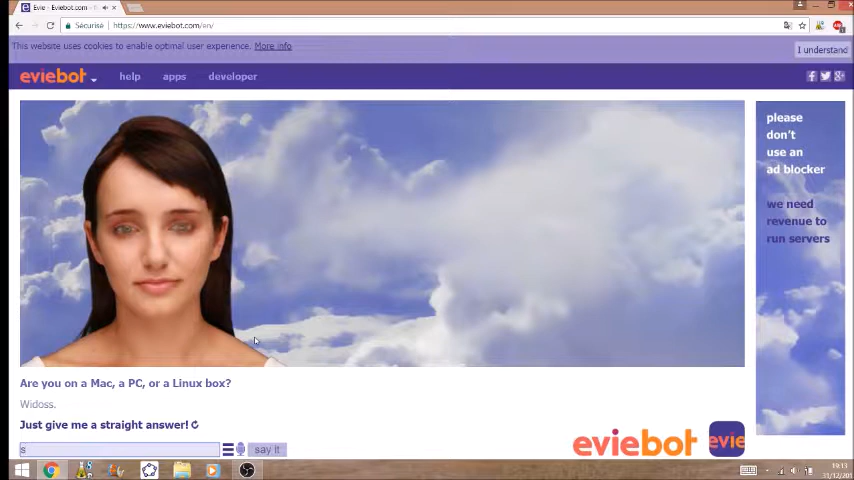 Evie - Eviebot.com -
Sécurisé https://www.eviebot.com/en/
This website uses cookies to enable optimal user experience. More info
I understand
eviebot help apps developer
please
don't
use an
ad blocker
we need
revenue to
run servers
Are you on a Mac, a PC, or a Linux box?
Widoss.
Just give me a straight answer!
s
say it
eviebot
evie
19:13